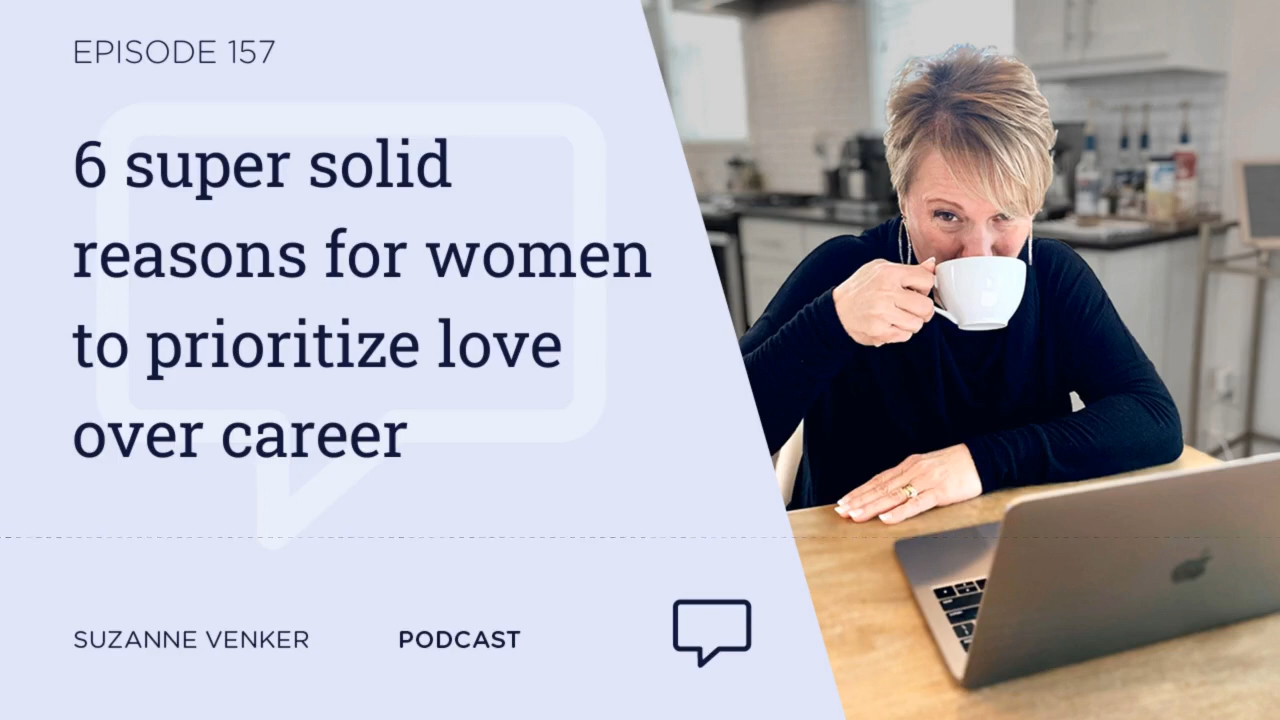 EPISODE 157
6 super solid
reasons for women
to prioritize love
over career
SUZANNE VENKER
PODCAST